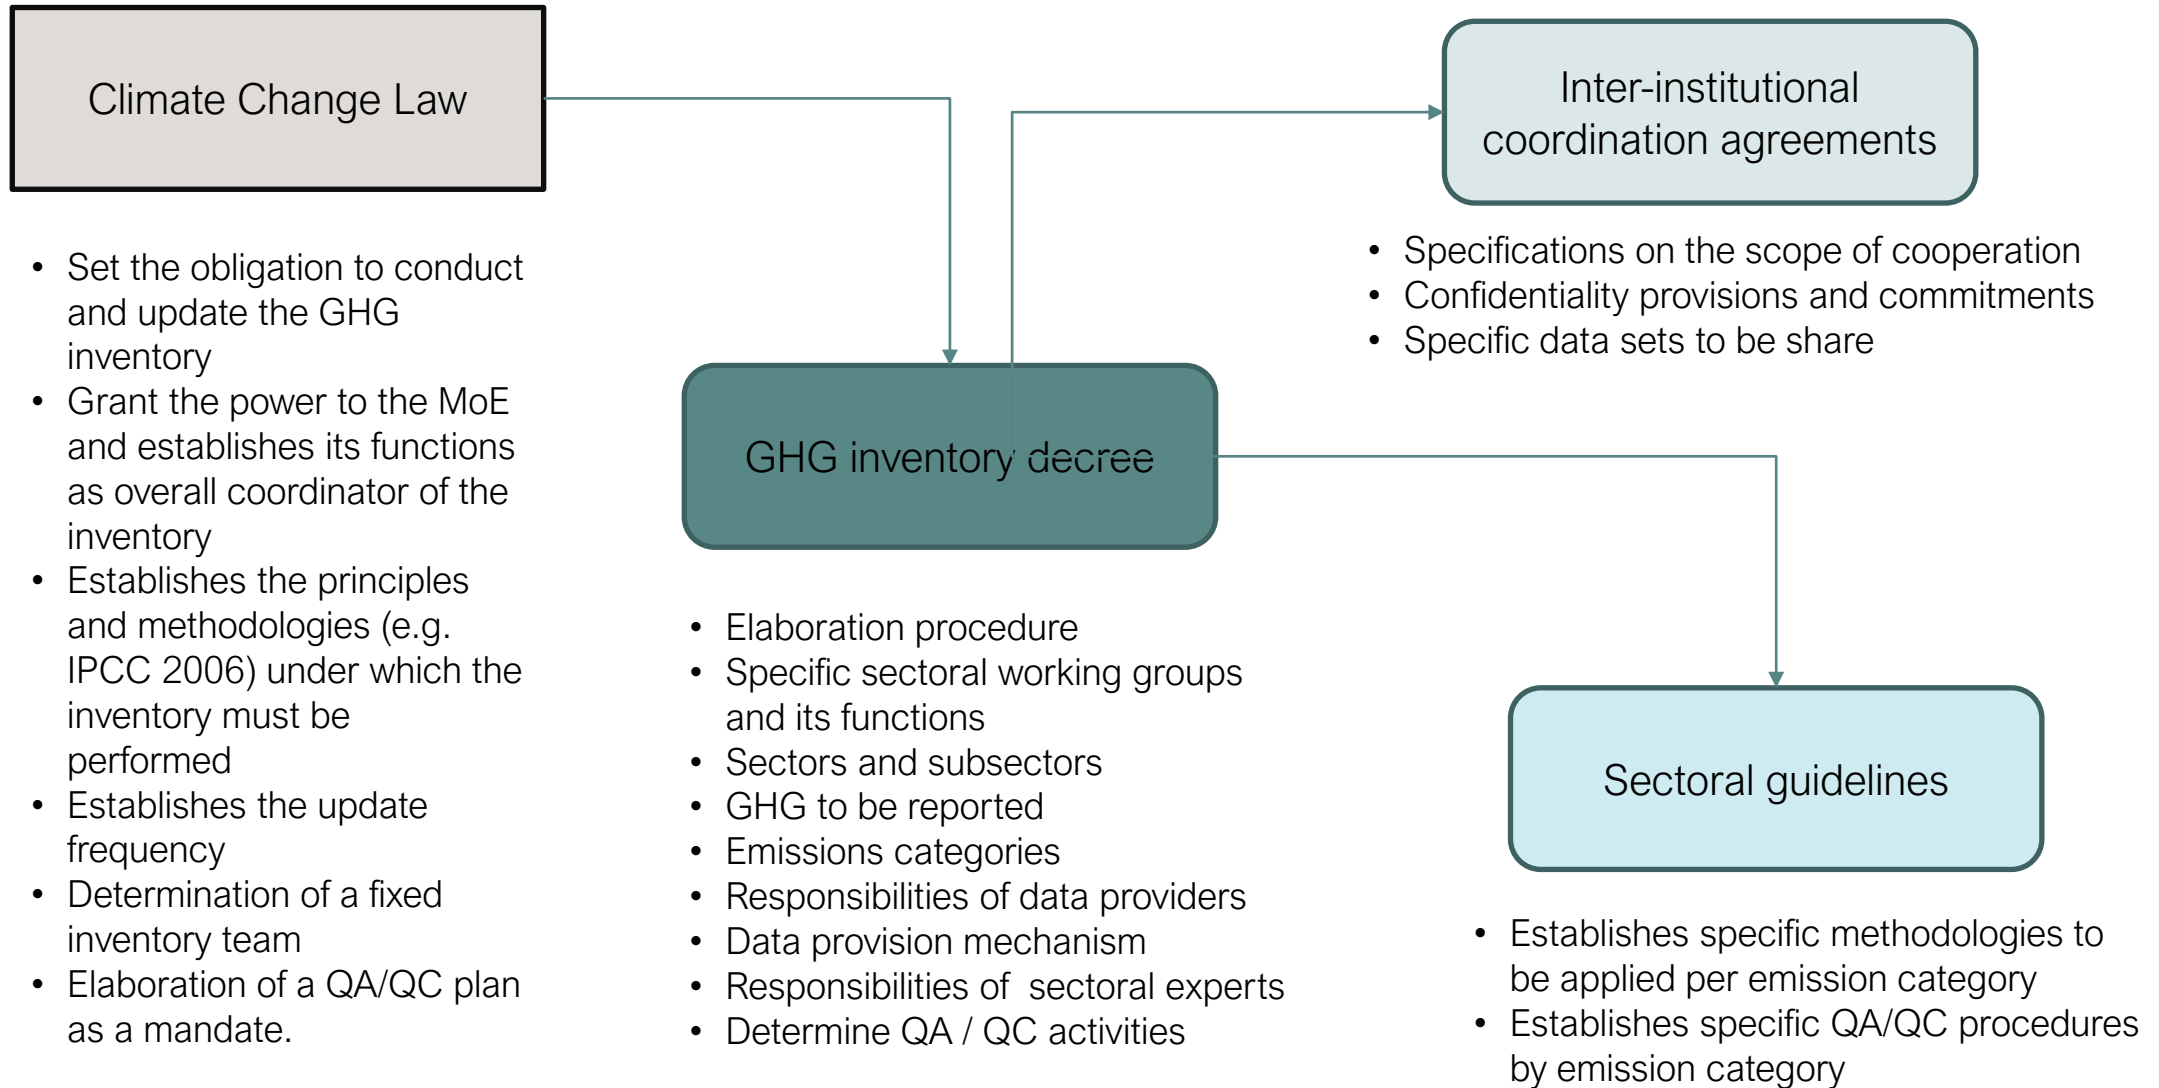 Climate Change Law
• Set the obligation to conduct
and update the GHG
inventory
• Grant the power to the MoE
and establishes its functions
as overall coordinator of the
inventory
• Establishes the principles
and methodologies (e.g.
IPCC 2006) under which the
inventory must be
performed
• Establishes the update
frequency
• Determination of a fixed
inventory team
• Elaboration of a QA/QC plan
as a mandate.
GHG inventory decree
• Elaboration procedure
• Specific sectoral working groups
and its functions
• Sectors and subsectors
• GHG to be reported
• Emissions categories
• Responsibilities of data providers
• Data provision mechanism
• Responsibilities of  sectoral experts
• Determine QA / QC activities
Inter-institutional
coordination agreements
• Specifications on the scope of cooperation
• Confidentiality provisions and commitments
• Specific data sets to be share
Sectoral guidelines
• Establishes specific methodologies to
be applied per emission category
• Establishes specific QA/QC procedures
by emission category